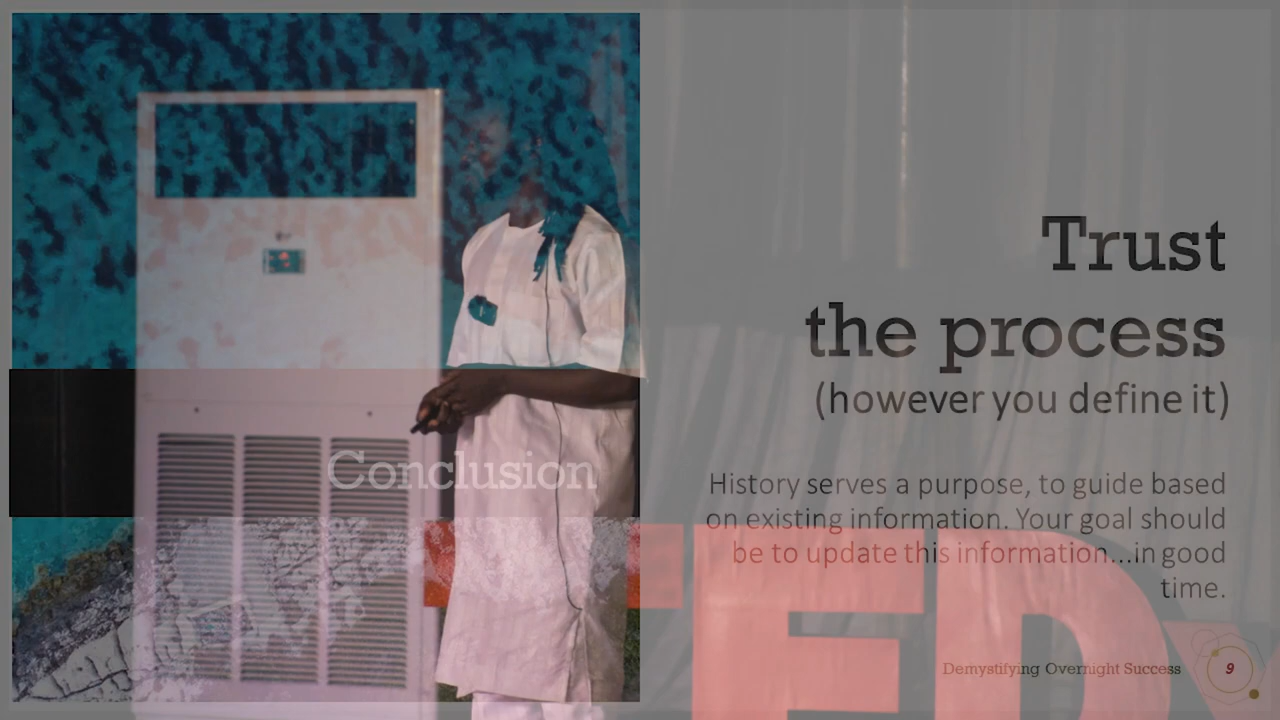 Conclusion
Trust
the process
(however you define it)
History serves a purpose, to guide based
on existing information. Your goal should
be to update this information...in good
time.
TED
Demystifying Overnight Success
9